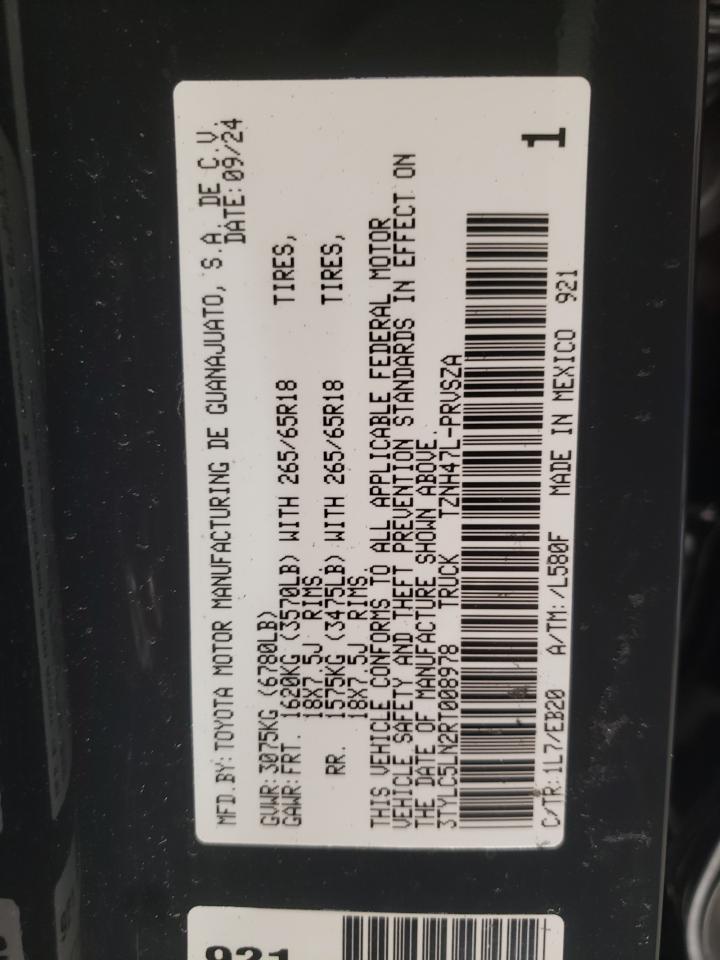 MFD.BY: TOYOTA MOTOR MANUFACTURING DE GUANAJUATO, S.A. DE C.V.
DATE: 09/24
GVWR: 3075KG (6780LB)
GAWR: FRT. 1620KG (3570LB) WITH 265/65R18 TIRES,
18X7.5J RIMS
RR. 1575KG (3475LB) WITH 265/65R18 TIRES,
18X7.5J RIMS
THIS VEHICLE CONFORMS TO ALL APPLICABLE FEDERAL MOTOR
VEHICLE SAFETY AND THEFT PREVENTION STANDARDS IN EFFECT ON
THE DATE OF MANUFACTURE SHOWN ABOVE.
3TYLC5LN2RT008978 TRUCK TZNH47L-PRVSZA
1
C/TR: 1L7/EB20 A/TM: /L580F MADE IN MEXICO 921
921